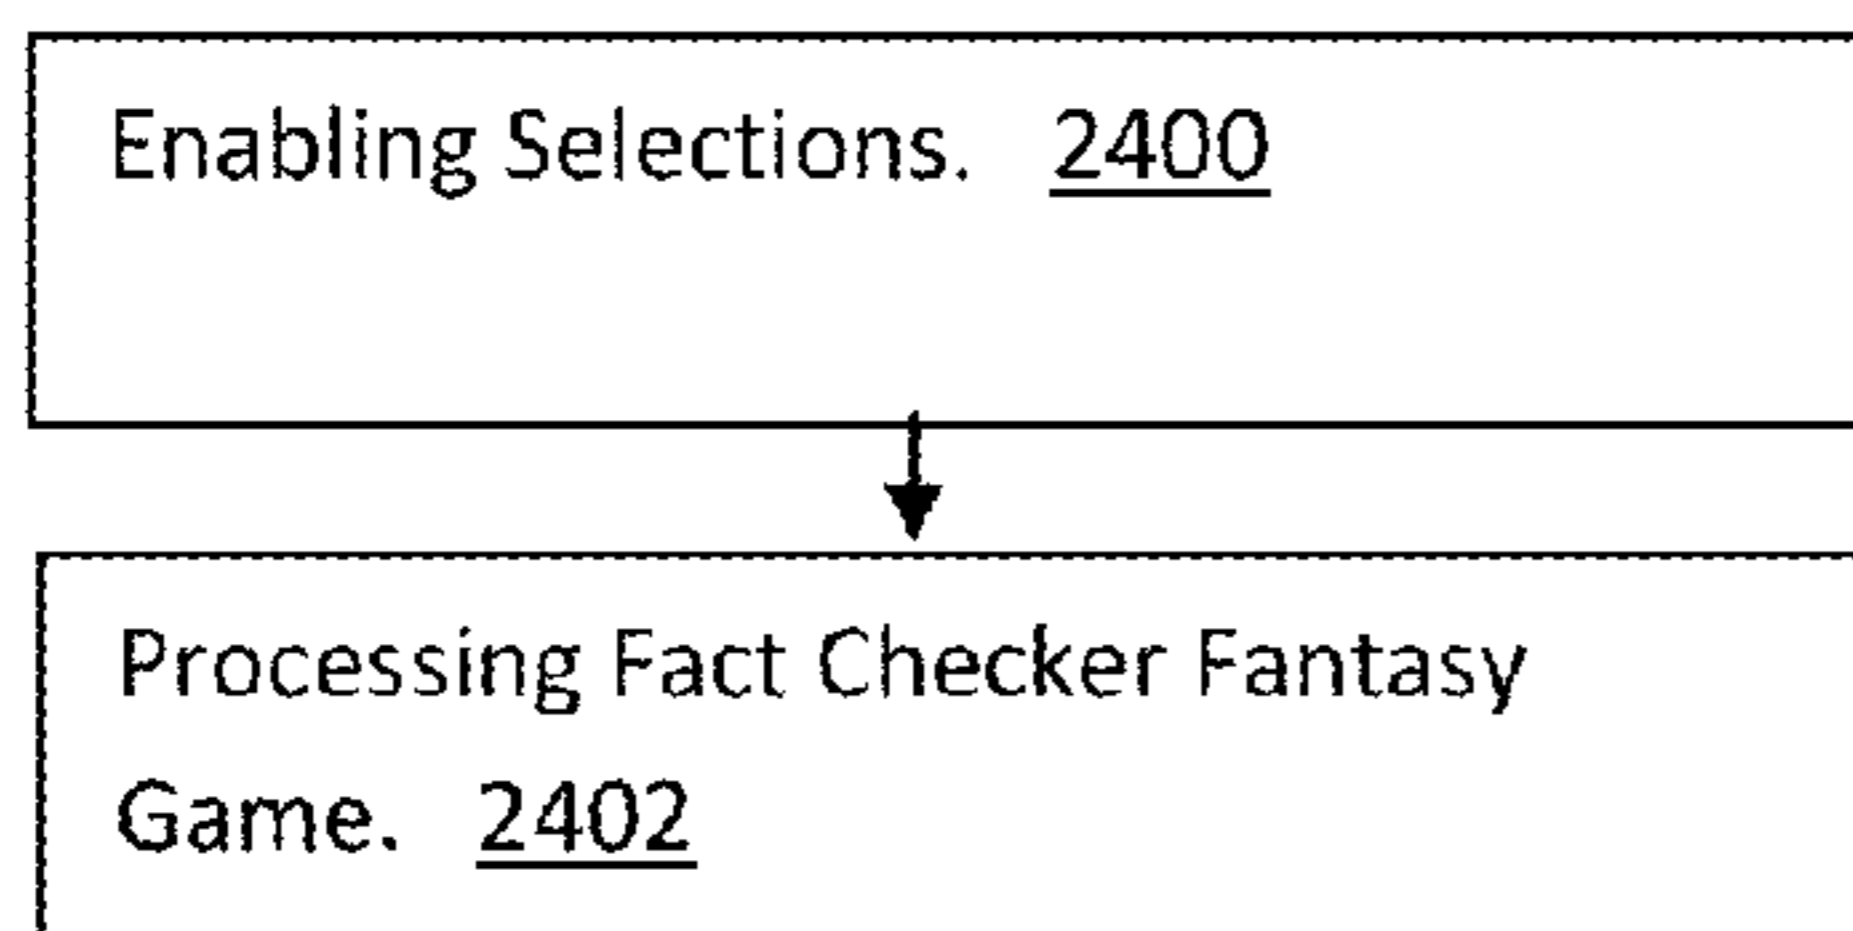 Enabling Selections. 2400
Processing Fact Checker Fantasy
Game. 2402